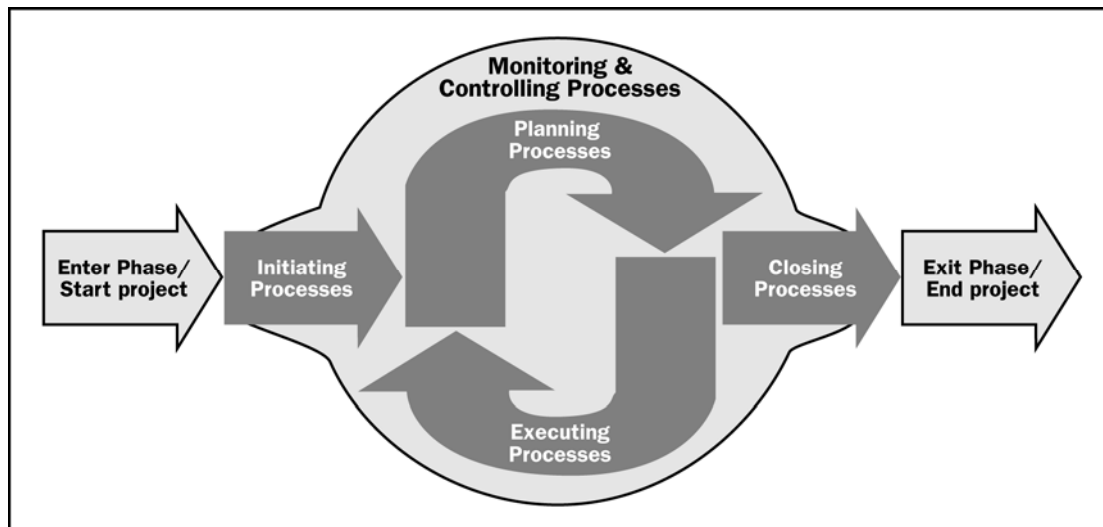 Monitoring &
Controlling Processes
Planning
Processes
Enter Phase/
Start project
Initiating
Processes
Closing
Processes
Exit Phase/
End project
Executing
Processes